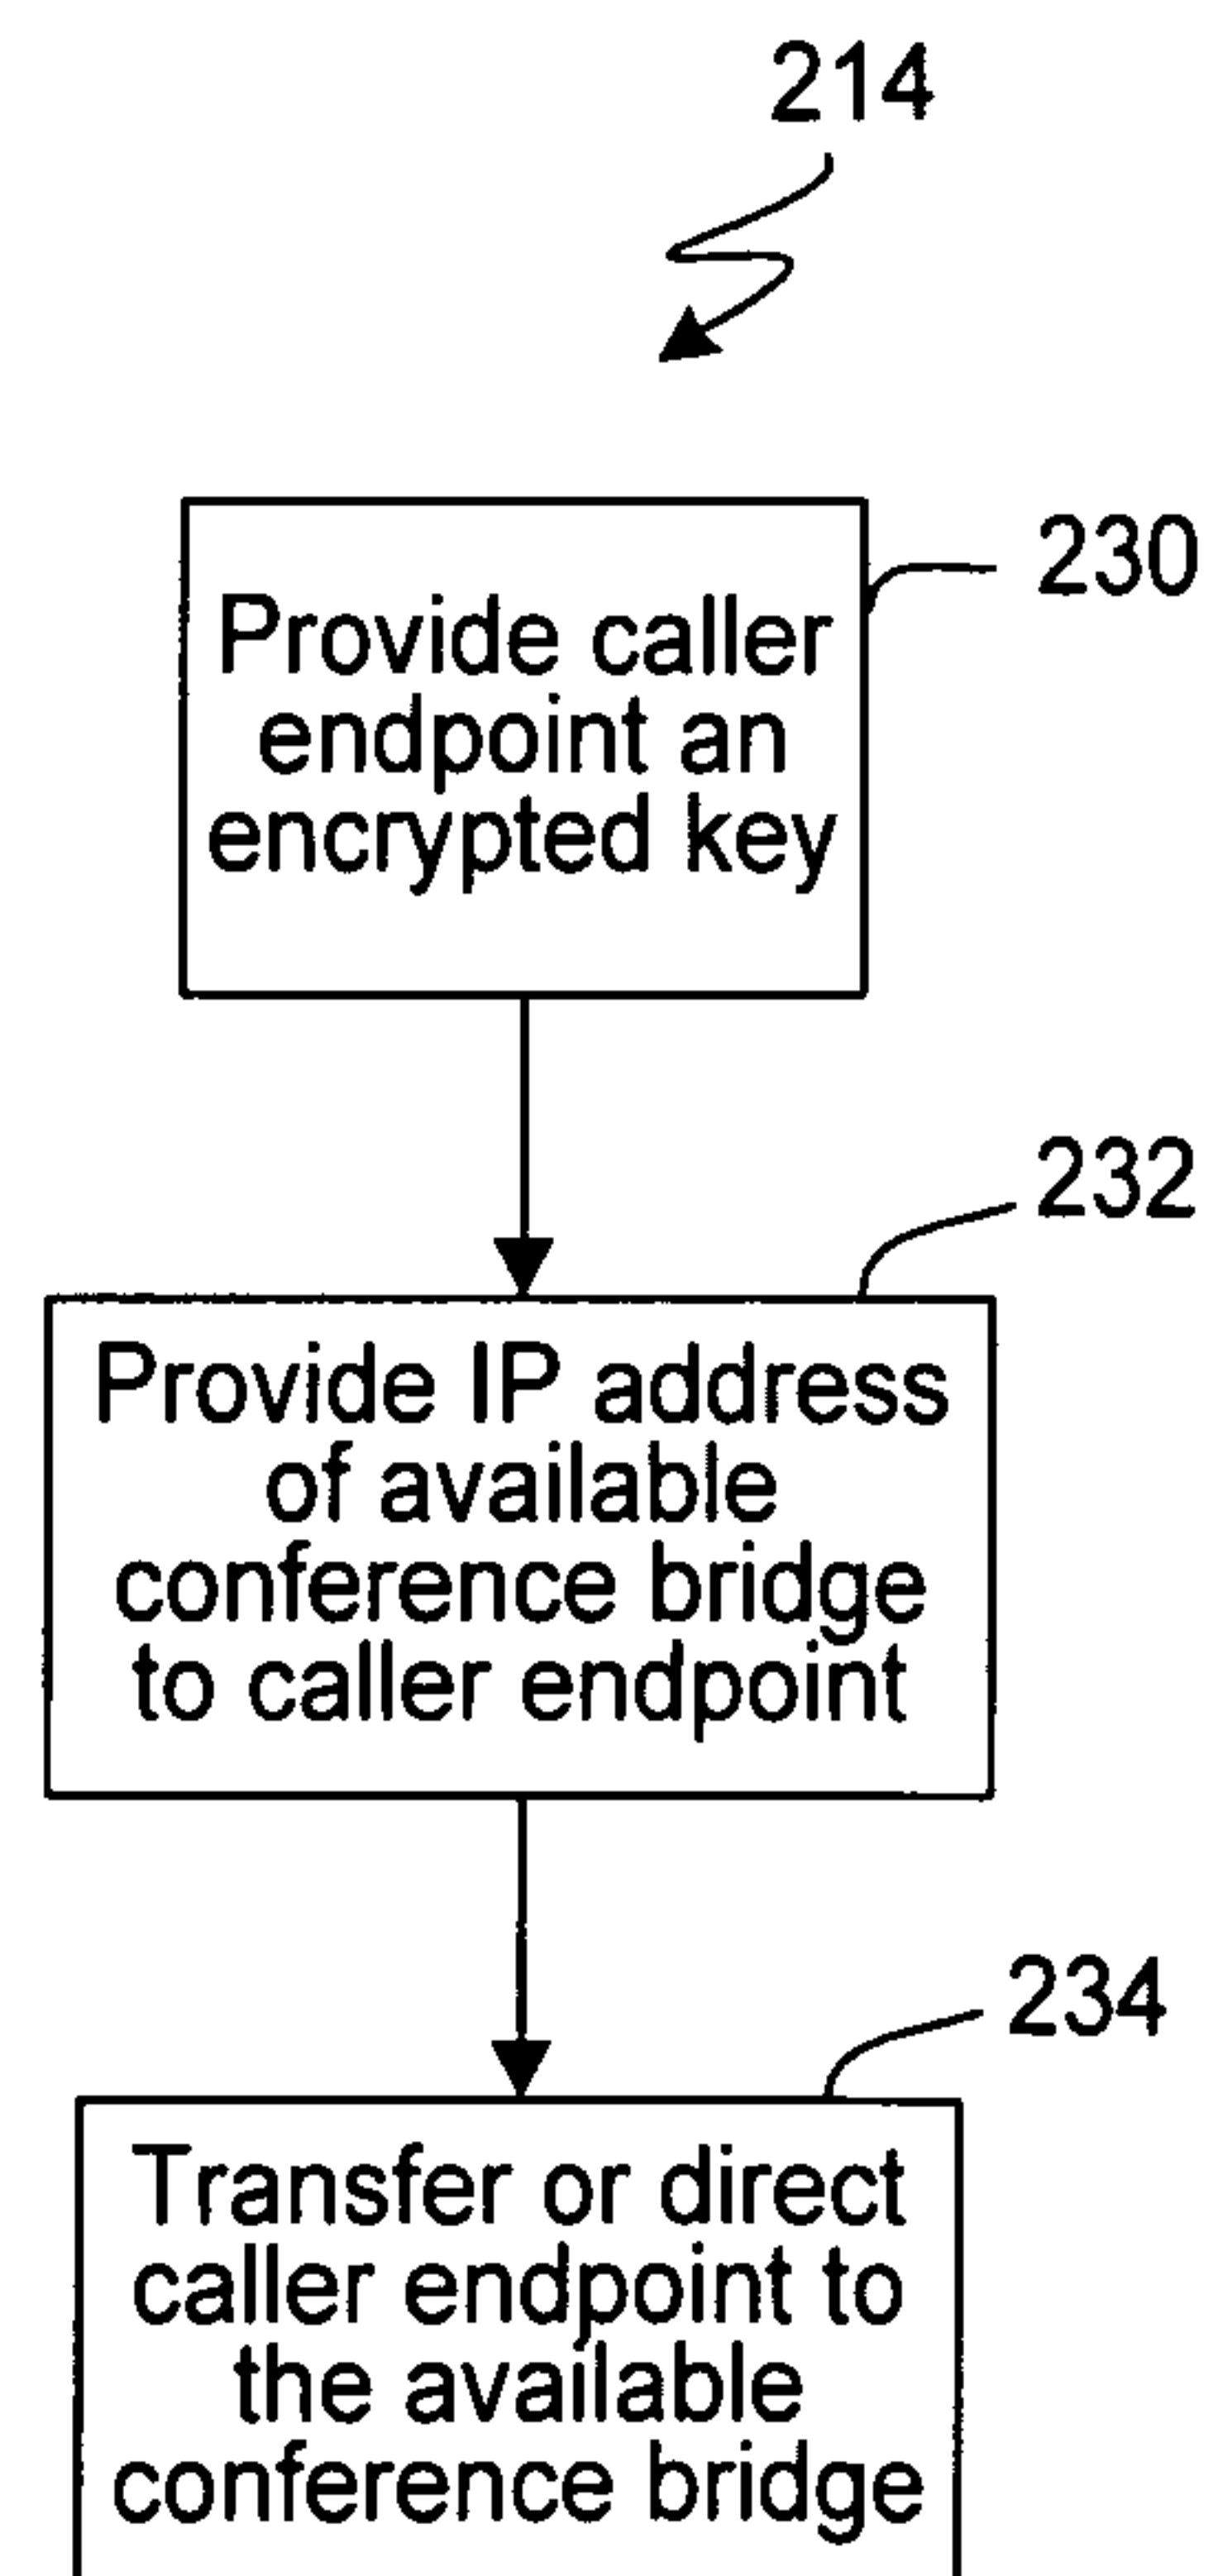 214
230
Provide caller
endpoint an
encrypted key
232
Provide IP address
of available
conference bridge
to caller endpoint
234
Transfer or direct
caller endpoint to
the available
conference bridge